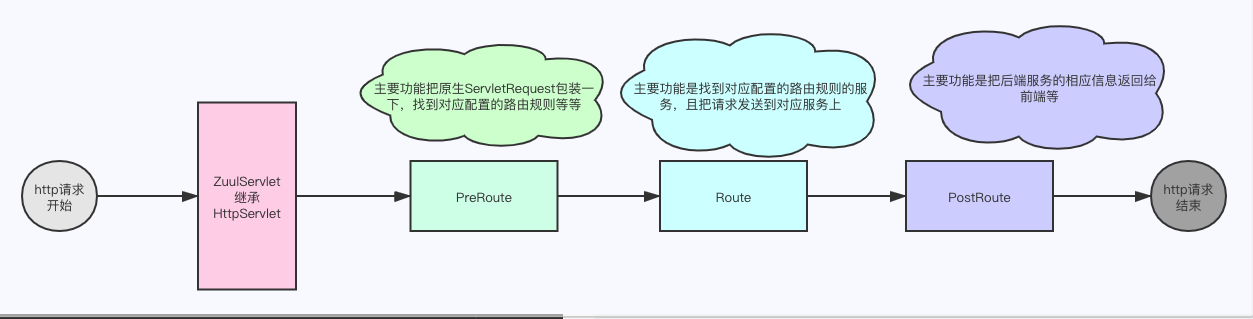 主要功能把原生ServletRequest包装一
下，找到对应配置的路由规则等等
主要功能是找到对应配置的路由规则的服
务，且把请求发送到对应服务上
主要功能是把后端服务的相应信息返回给
前端等
http请求
开始
ZuulServlet
继承
HttpServlet
PreRoute
Route
PostRoute
http请求
结束